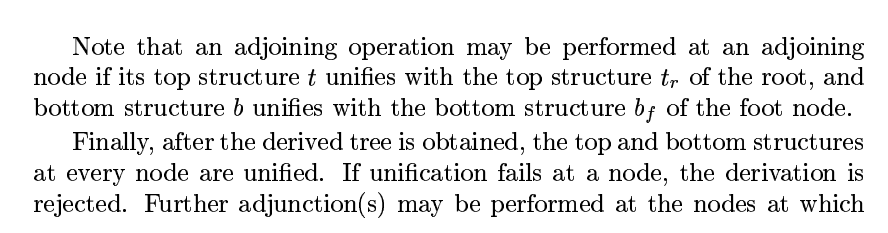 Note that an adjoining operation may be performed at an adjoining
node if its top structure t unifies with the top structure t_r of the root, and
bottom structure b unifies with the bottom structure b_f of the foot node.
Finally, after the derived tree is obtained, the top and bottom structures
at every node are unified. If unification fails at a node, the derivation is
rejected. Further adjunction(s) may be performed at the nodes at which